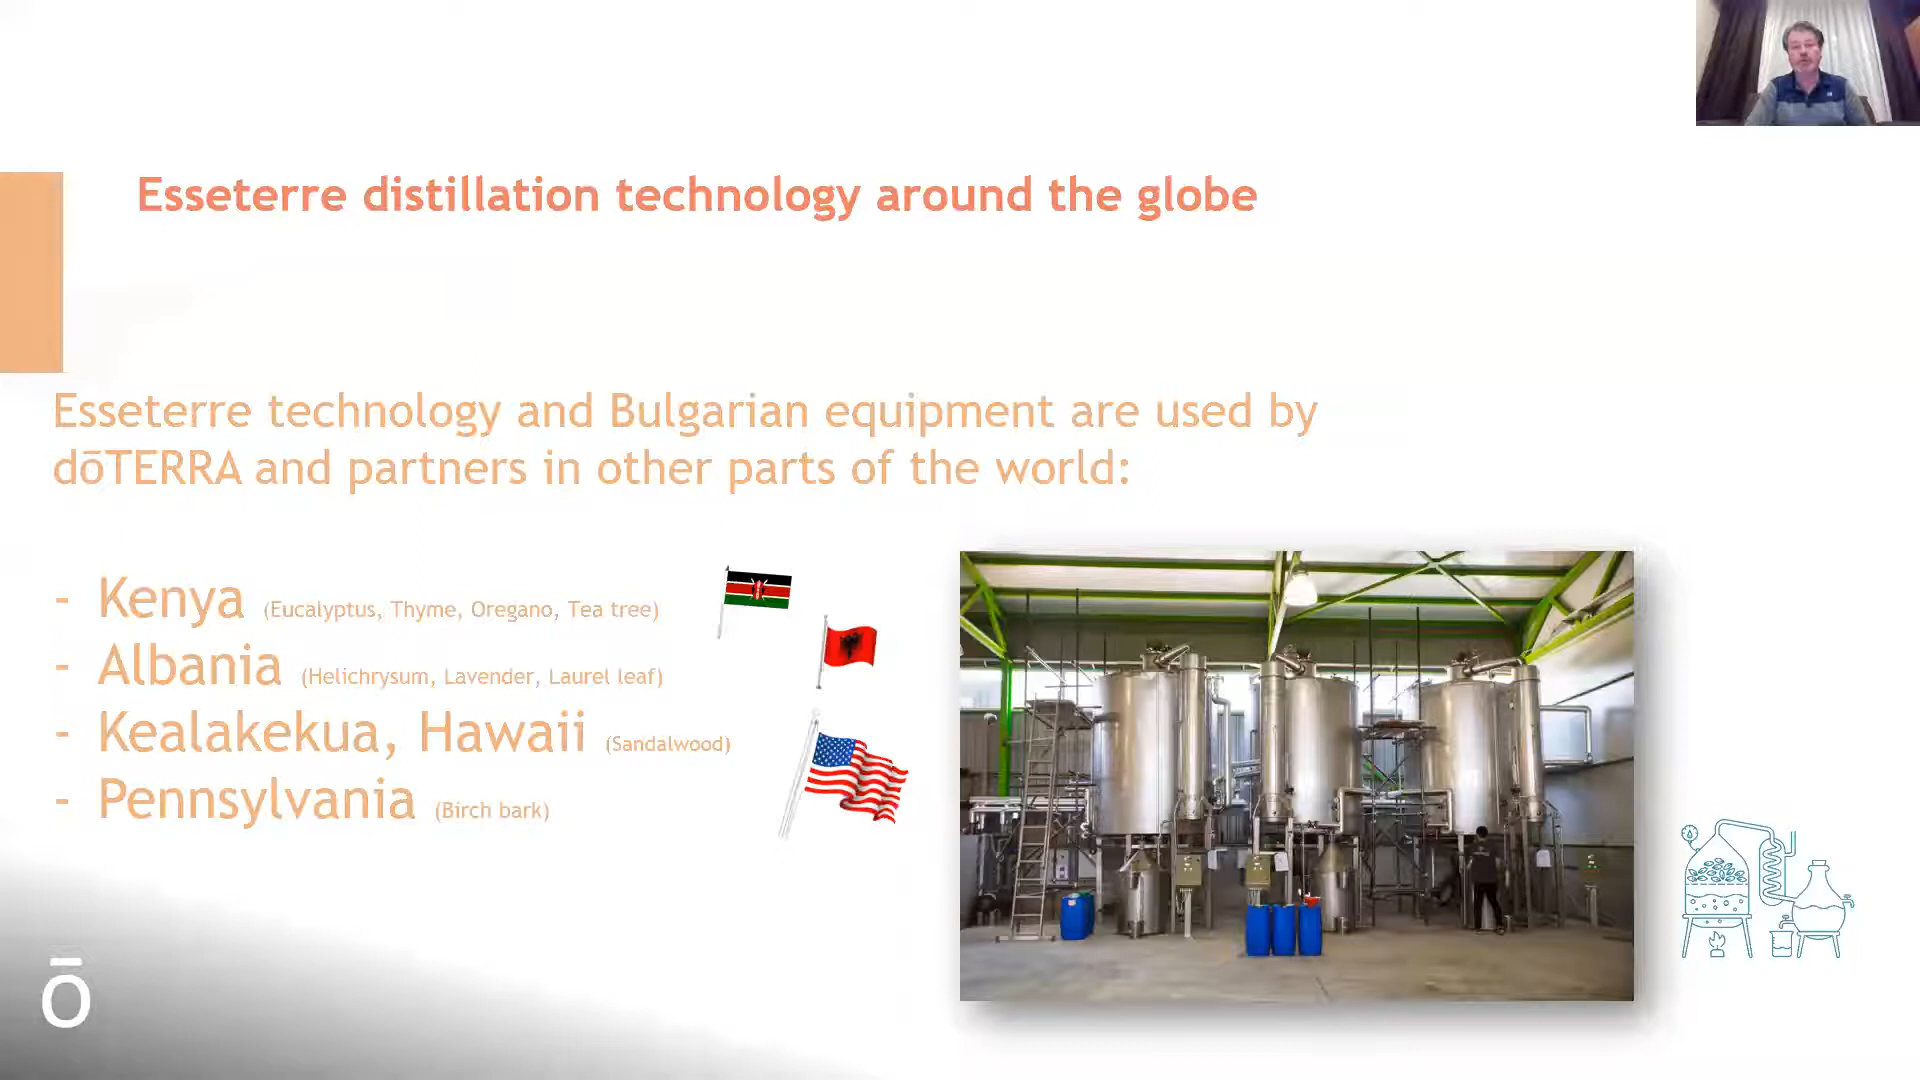 Esseterre distillation technology around the globe
Esseterre technology and Bulgarian equipment are used by
dōTERRA and partners in other parts of the world:
- Kenya (Eucalyptus, Thyme, Oregano, Tea tree)
- Albania (Helichrysum, Lavender, Laurel leaf)
- Kealakekua, Hawaii (Sandalwood)
- Pennsylvania (Birch bark)
ō